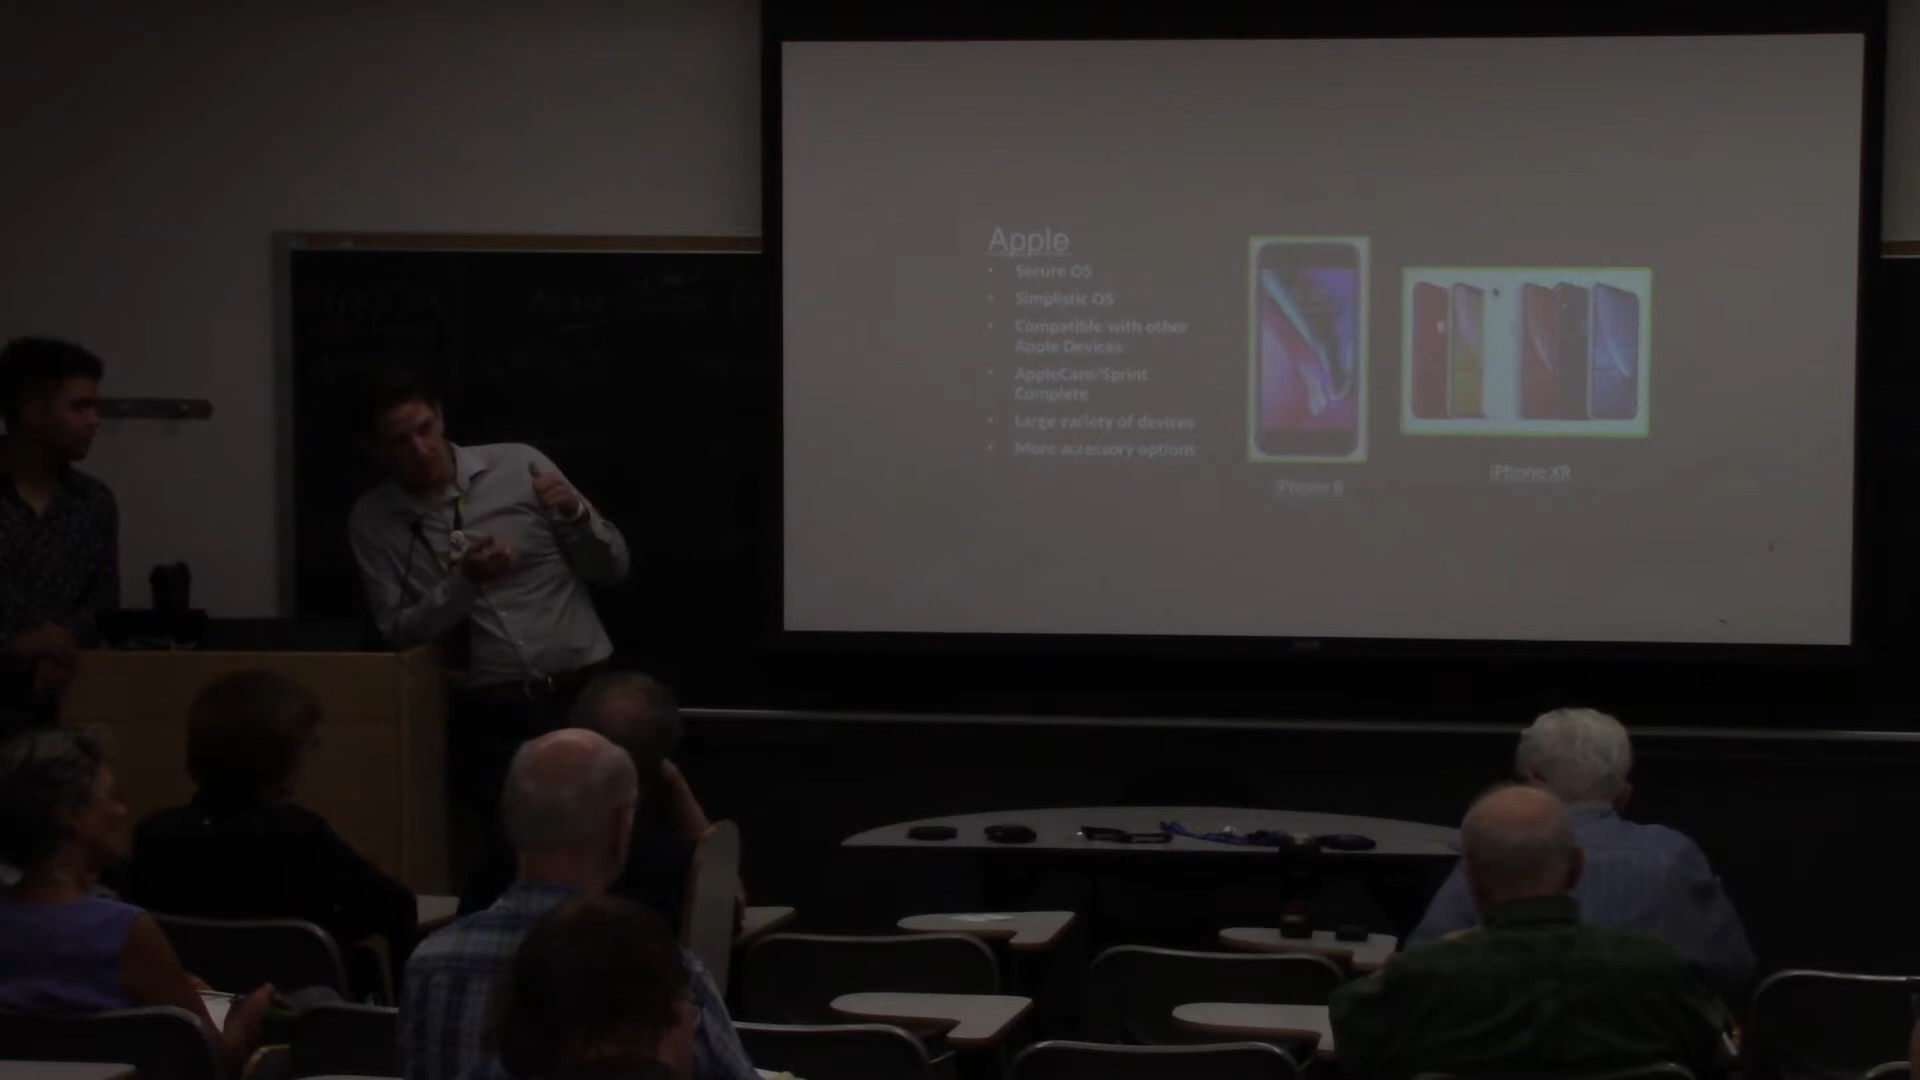 Apple
• Secure OS
• Simplistic OS
• Compatible with other
Apple Devices
• AppleCare/Sprint
Complete
• Large variety of devices
• More accessory options
iPhone 8
iPhone XR